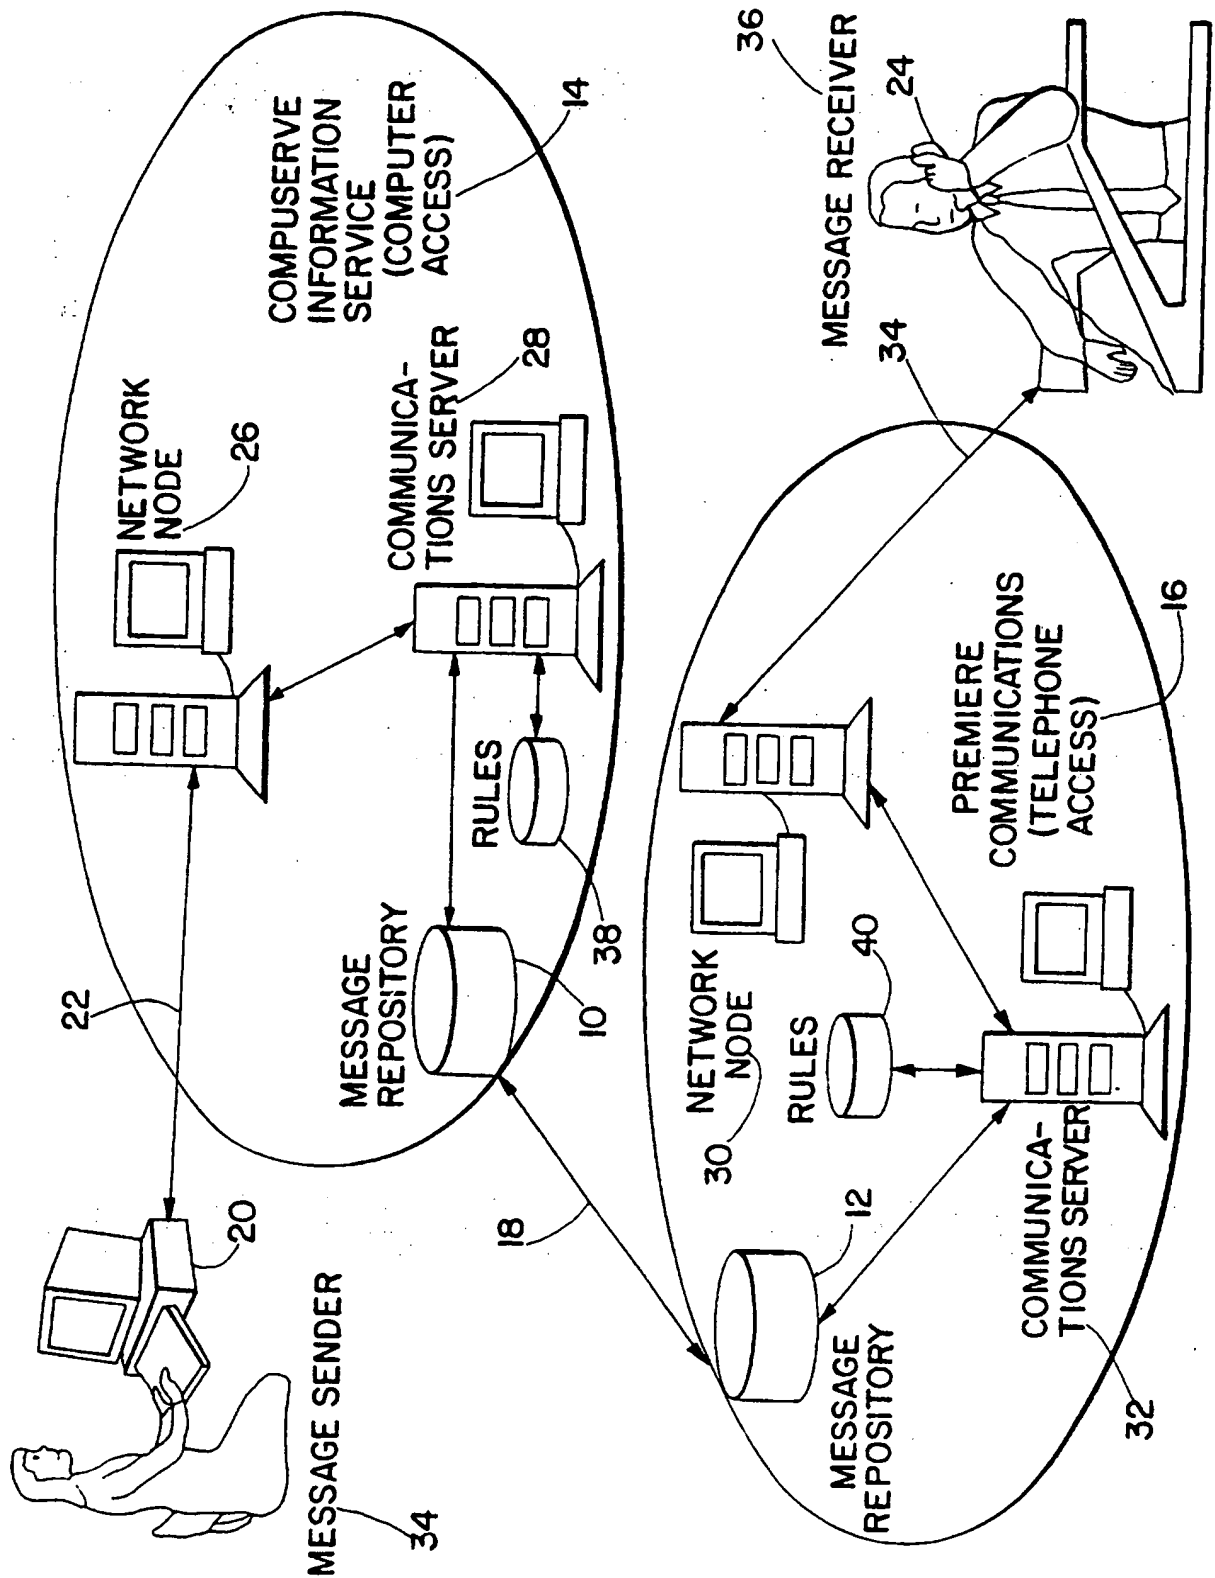 MESSAGE SENDER
34
20
22
NETWORK
NODE
26
COMPUSERVE
INFORMATION
SERVICE
(COMPUTER
ACCESS)
14
COMMUNICA-
TIONS SERVER
28
RULES
38
MESSAGE
REPOSITORY
10
18
MESSAGE
REPOSITORY
12
NETWORK
NODE
30
RULES
40
COMMUNICA-
TIONS SERVER
32
PREMIERE
COMMUNICATIONS
(TELEPHONE
ACCESS)
16
34
MESSAGE RECEIVER
36
24